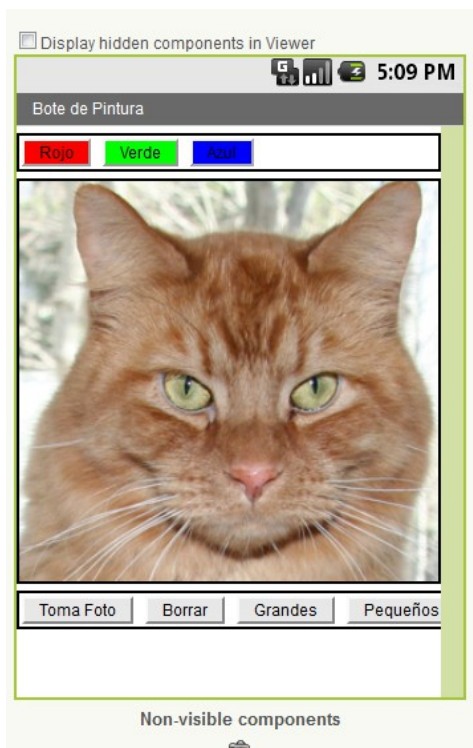 Display hidden components in Viewer
5:09 PM
Bote de Pintura
Rojo Verde Azul
Toma Foto Borrar Grandes Pequeños
Non-visible components